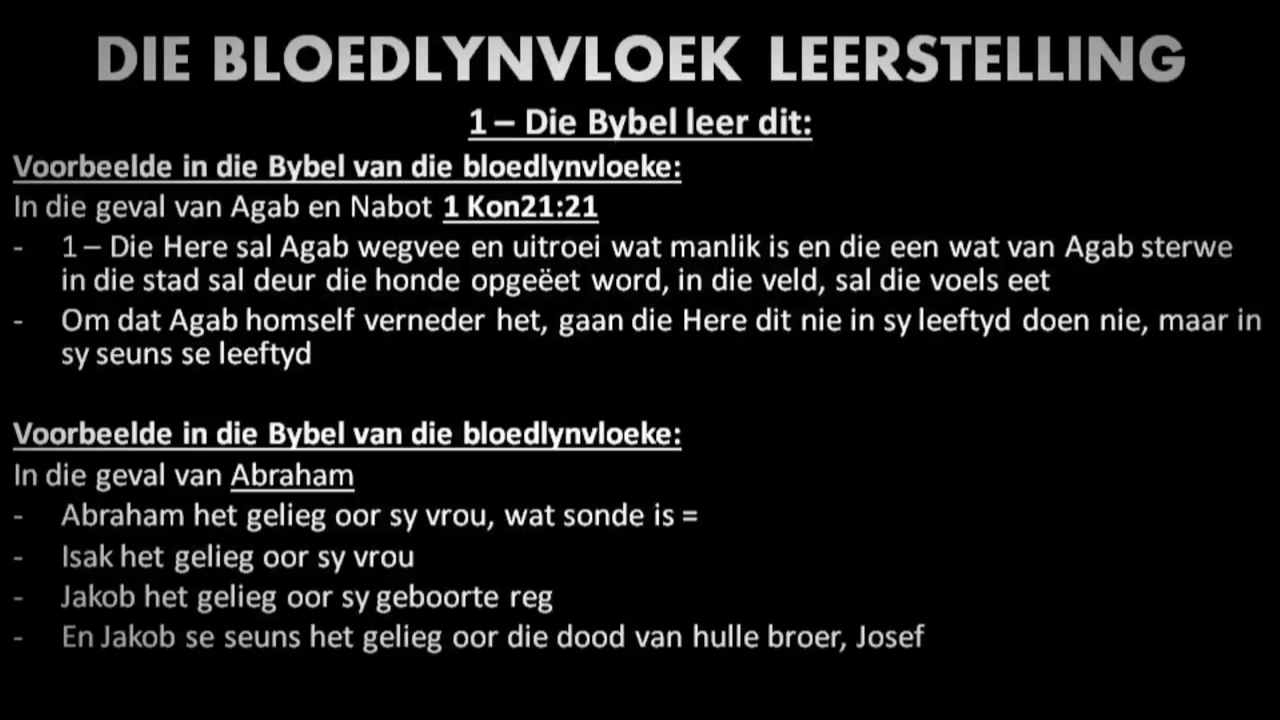 DIE BLOEDLYNVLOEK LEERSTELLING
1 – Die Bybel leer dit:
Voorbeelde in die Bybel van die bloedlynvloeke:
In die geval van Agab en Nabot 1 Kon21:21
- 1 – Die Here sal Agab wegvee en uitroei wat manlik is en die een wat van Agab sterwe
in die stad sal deur die honde opgeëet word, in die veld, sal die voels eet
- Om dat Agab homself verneder het, gaan die Here dit nie in sy leeftyd doen nie, maar in
sy seuns se leeftyd
Voorbeelde in die Bybel van die bloedlynvloeke:
In die geval van Abraham
- Abraham het gelieg oor sy vrou, wat sonde is =
- Isak het gelieg oor sy vrou
- Jakob het gelieg oor sy geboorte reg
- En Jakob se seuns het gelieg oor die dood van hulle broer, Josef